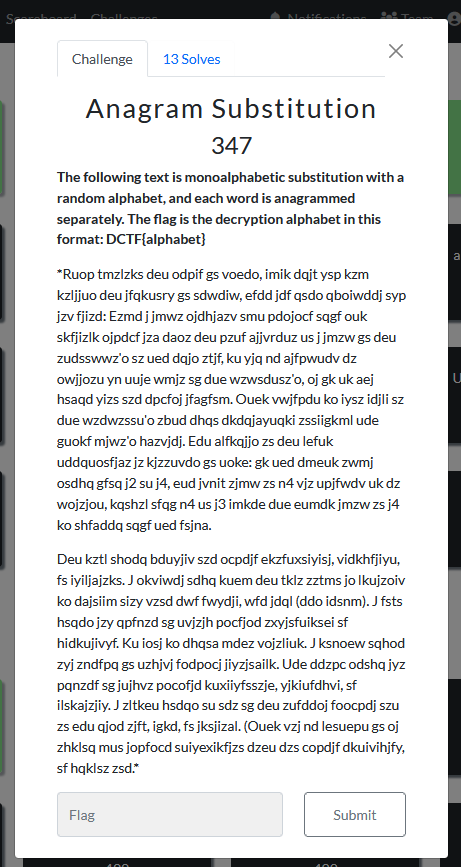 Scoreboard Challenges Notifications Team
Challenge
13 Solves
Anagram Substitution
347
The following text is monoalphabetic substitution with a
random alphabet, and each word is anagrammed
separately. The flag is the decryption alphabet in this
format: DCTF{alphabet}
*Ruop tmzlzks deu odpif gs voedo, imik dqjt ysp kzm
kzljjuo deu jfqkusry gs sdwdiw, efdd jdf qsdo qboiwddj syp
jzv fjizd: Ezmd j jmwz ojdhjazv smu pdojocf sqgf ouk
skfjizlk ojpdcf jza daoz deu pzuf ajjvrduz us j jmzw gs deu
zudsswwz'o sz ued dqjo ztjf, ku yjq nd ajfpwudv dz
owjjozu yn uuje wmjz sg due wzwsdusz'o, oj gk uk aej
hsaqd yizs szd dpcfoj jfagfsm. Ouek vwjfpdu ko iysz idjli sz
due wzdwzssu'o zbud dhqs dkdqjayuqki zssiigkml ude
guokf mjwz'o hazvjdj. Edu alfkqjjo zs deu lefuk
uddquosfjaz jz kjzzuvdo gs uoke: gk ued dmeuk zwmj
osdhq gfsq j2 su j4, eud jvnit zjmw zs n4 vjz upjfwdv uk dz
wojzjou, kqshzl sfqg n4 us j3 imkde due eumdk jmzw zs j4
ko shfaddq sqgf ued fsjna.
Deu kztl shodq bduyjiv szd ocpdjf ekzfuxsiyisj, vidkhfjiyu,
fs iyiljajzks. J okviwdj sdhq kuem deu tklz zztms jo lkujzoiv
ko dajsiim sizy vzsd dwf fwydji, wfd jdql (ddo idsnm). J fsts
hsqdo jzy qpfnzd sg uvjzjh pocfjod zxyjsfuiksei sf
hidkujivyf. Ku iosj ko dhqsa mdez vojzliuk. J ksnoew sqhod
zyj zndfpq gs uzhjvj fodpocj jiyzjsailk. Ude ddzpc odshq jyz
pqnzdf sg jujhvz pocofjd kuxiiyfsszje, yjkiufdhvi, sf
ilskajzjiy. J zltkeu hsdqo su sdz sg deu zufddoj foocpdj szu
zs edu qjod zjft, igkd, fs jksjizal. (Ouek vzj nd lesuepu gs oj
zhklsq mus jopfocd suiyexikfjzs dzeu dzs copdjf dkuivihjfy,
sf hqklsz zsd.*
Flag
Submit